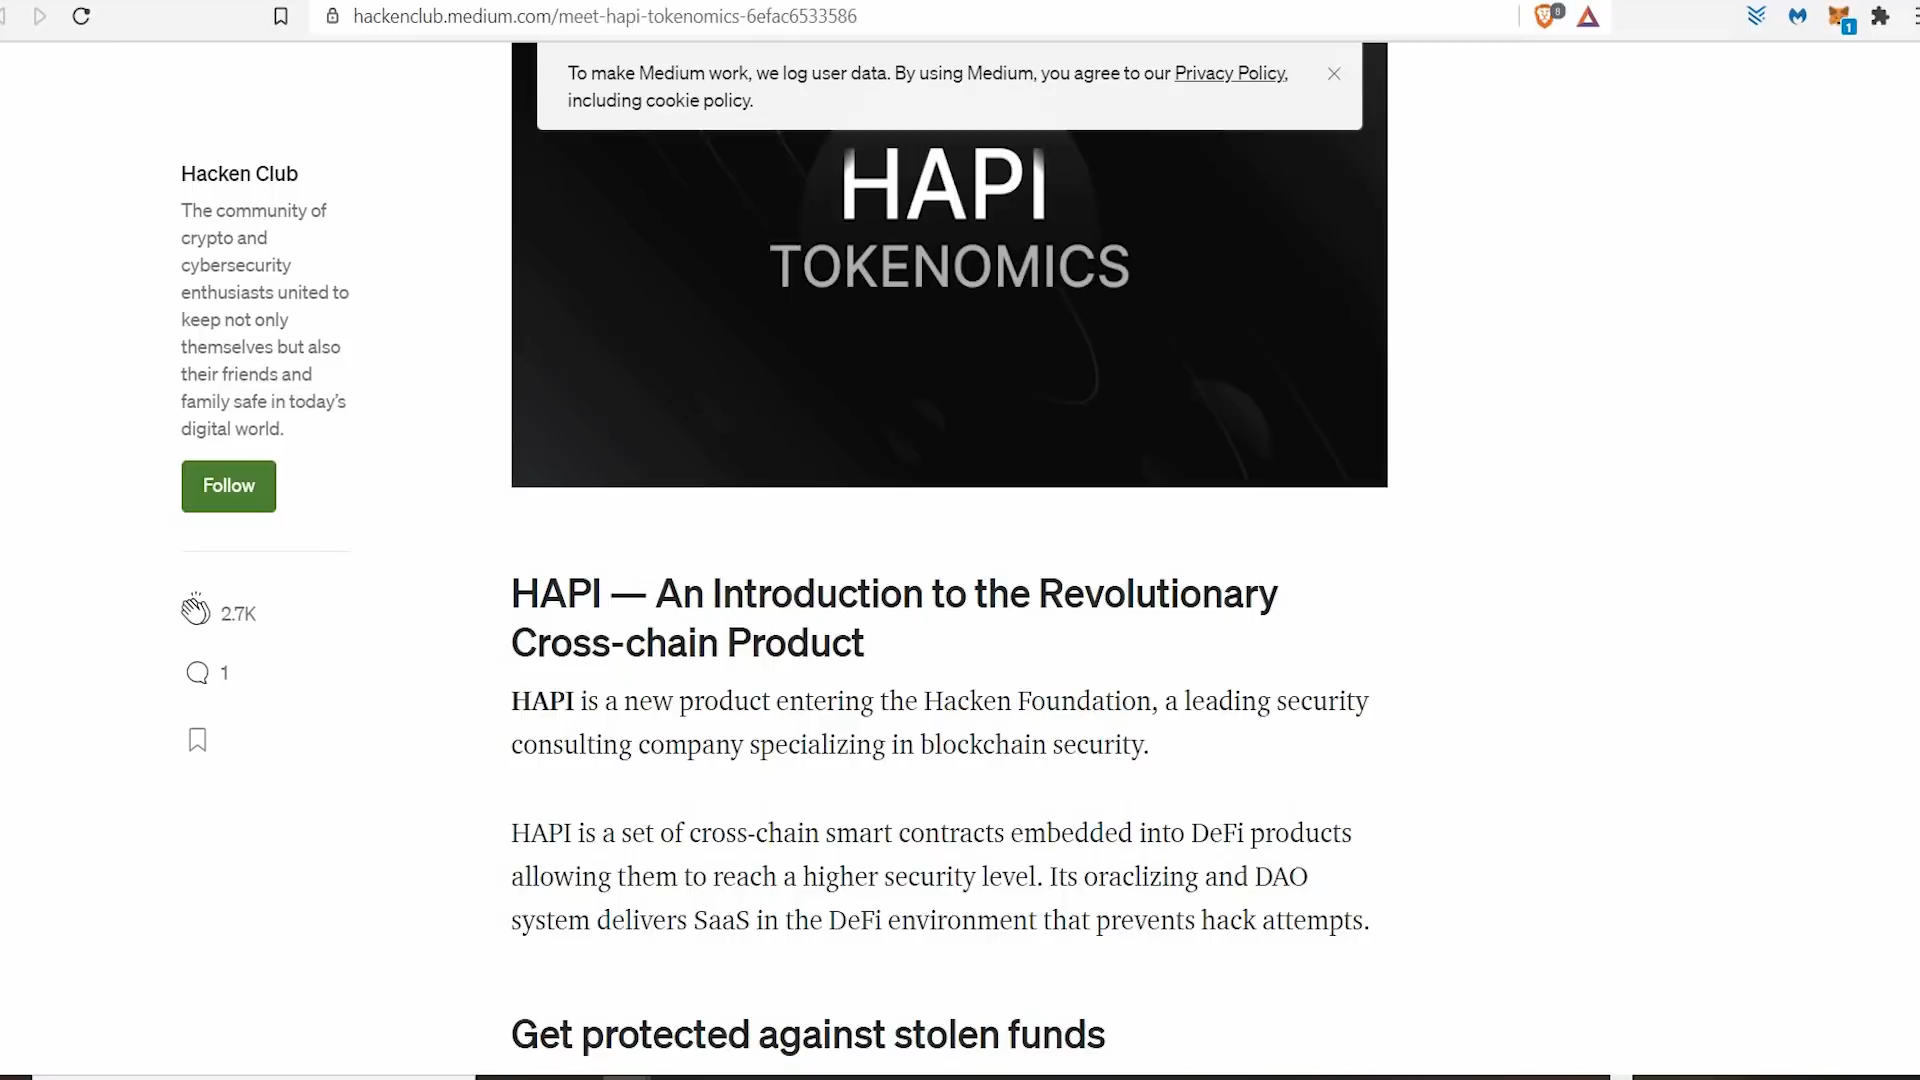 hackenclub.medium.com/meet-hapi-tokenomics-6efac6533586
8
1
To make Medium work, we log user data. By using Medium, you agree to our Privacy Policy,
including cookie policy.
HAPI
TOKENOMICS
Hacken Club
The community of
crypto and
cybersecurity
enthusiasts united to
keep not only
themselves but also
their friends and
family safe in today’s
digital world.
Follow
2.7K
1
HAPI — An Introduction to the Revolutionary
Cross-chain Product
HAPI is a new product entering the Hacken Foundation, a leading security
consulting company specializing in blockchain security.
HAPI is a set of cross-chain smart contracts embedded into DeFi products
allowing them to reach a higher security level. Its oraclizing and DAO
system delivers SaaS in the DeFi environment that prevents hack attempts.
Get protected against stolen funds